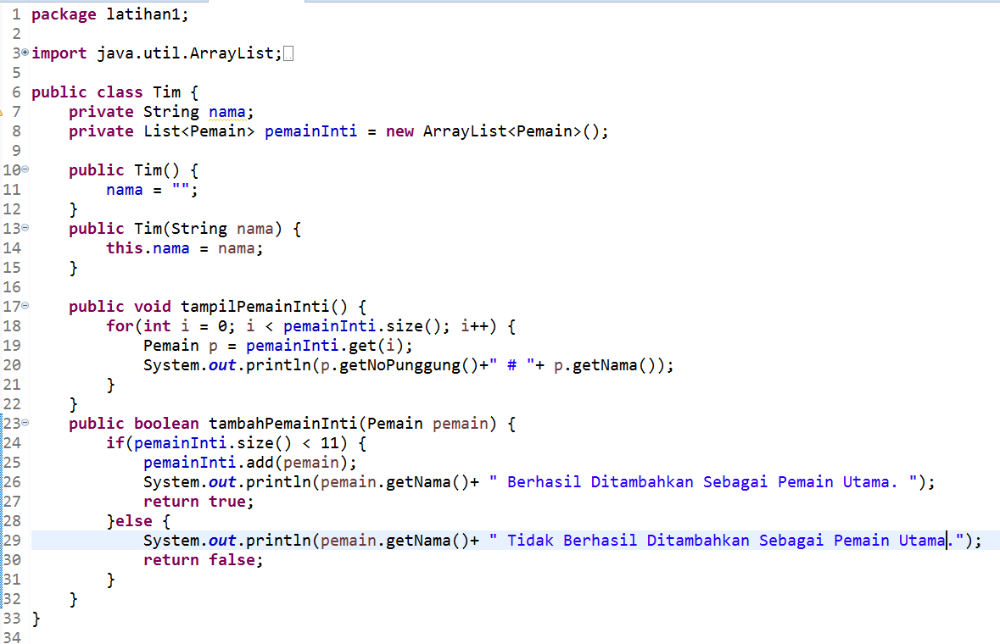 1 package latihan1;
2
3 import java.util.ArrayList;
5
6 public class Tim {
7     private String nama;
8     private List<Pemain> pemainInti = new ArrayList<Pemain>();
9
10     public Tim() {
11         nama = "";
12     }
13     public Tim(String nama) {
14         this.nama = nama;
15     }
16
17     public void tampilPemainInti() {
18         for(int i = 0; i < pemainInti.size(); i++) {
19             Pemain p = pemainInti.get(i);
20             System.out.println(p.getNoPunggung()+" # "+ p.getNama());
21         }
22     }
23     public boolean tambahPemainInti(Pemain pemain) {
24         if(pemainInti.size() < 11) {
25             pemainInti.add(pemain);
26             System.out.println(pemain.getNama()+ " Berhasil Ditambahkan Sebagai Pemain Utama. ");
27             return true;
28         }else {
29             System.out.println(pemain.getNama()+ " Tidak Berhasil Ditambahkan Sebagai Pemain Utama.");
30             return false;
31         }
32     }
33 }
34